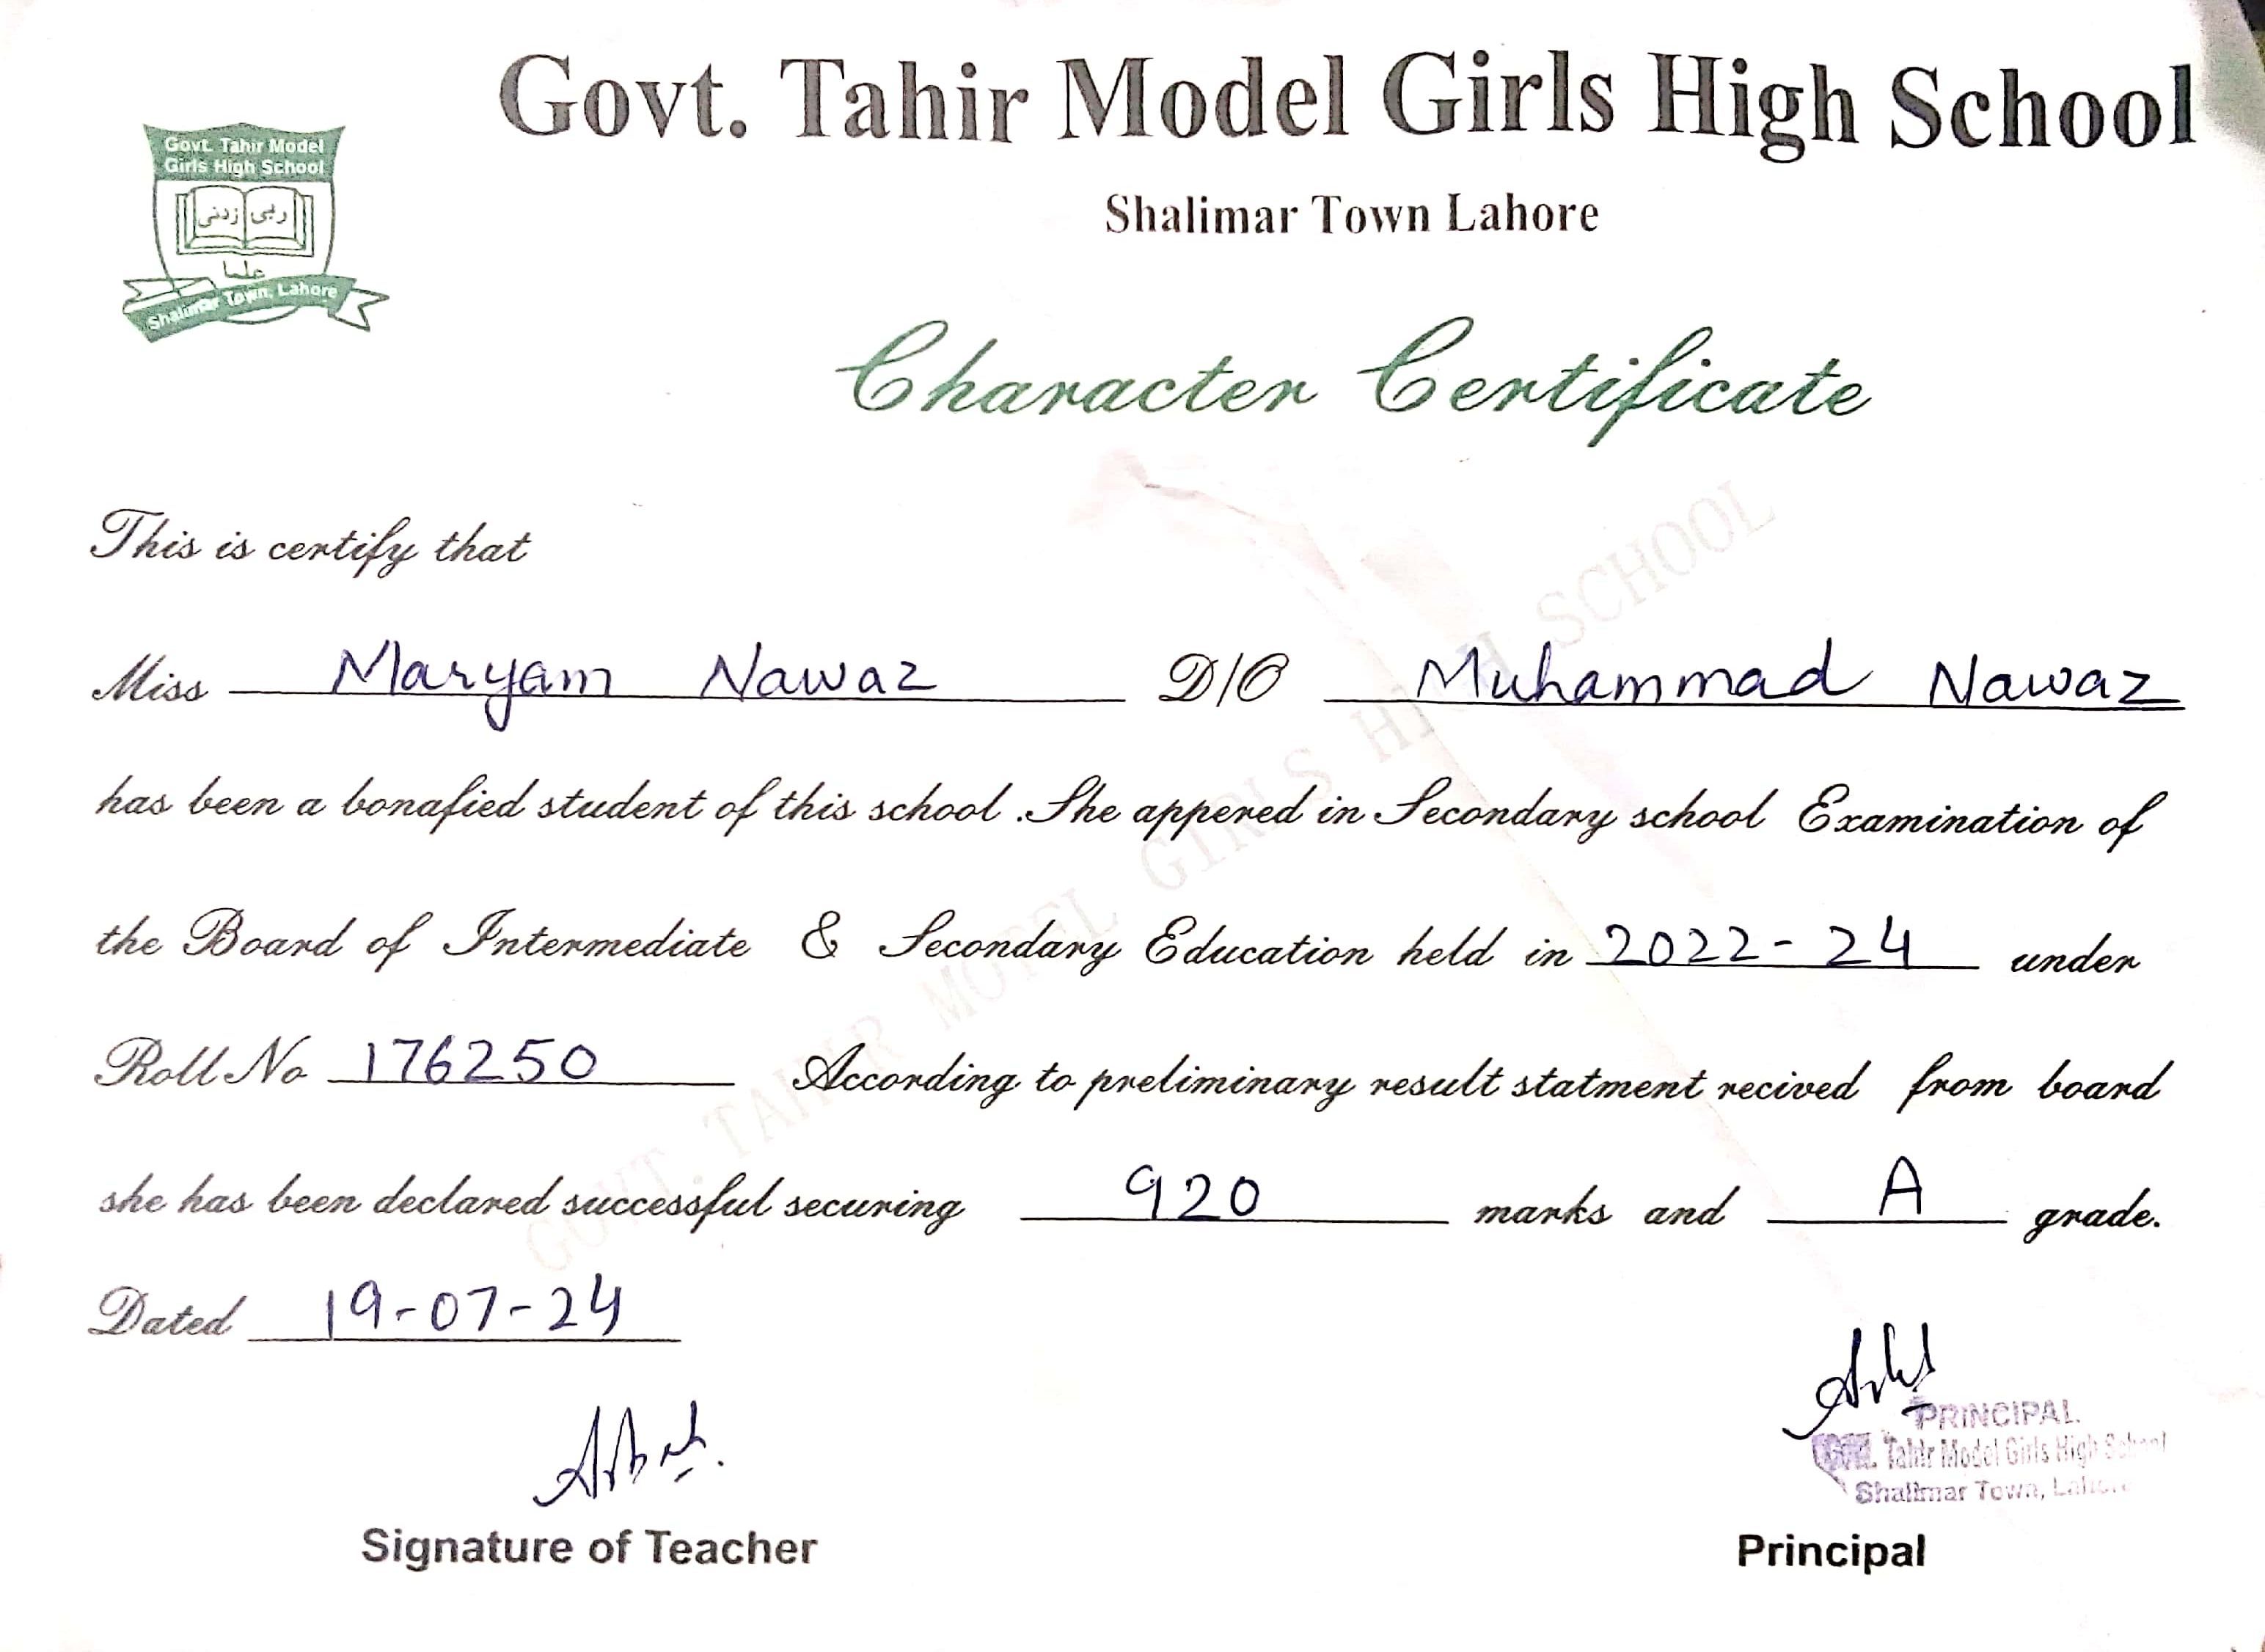 Govt. Tahir Model Girls High School
Shalimar Town Lahore
Govt. Tahir Model
Girls High School
ربی زدنی
علما
Shalimar Town, Lahore
Character Certificate
This is certify that
Miss Maryam Nawaz D/O Muhammad Nawaz
has been a bonafied student of this school .She appered in Secondary school Examination of
the Board of Intermediate & Secondary Education held in 2022-24 under
Roll No 176250 According to preliminary result statment recived from board
she has been declared successful securing 920 marks and A grade.
Dated 19-07-24
GOVT. TAHIR MODEL GIRLS HIGH SCHOOL
PRINCIPAL
Govt. Tahir Model Girls High School
Shalimar Town, Lahore
Signature of Teacher
Principal